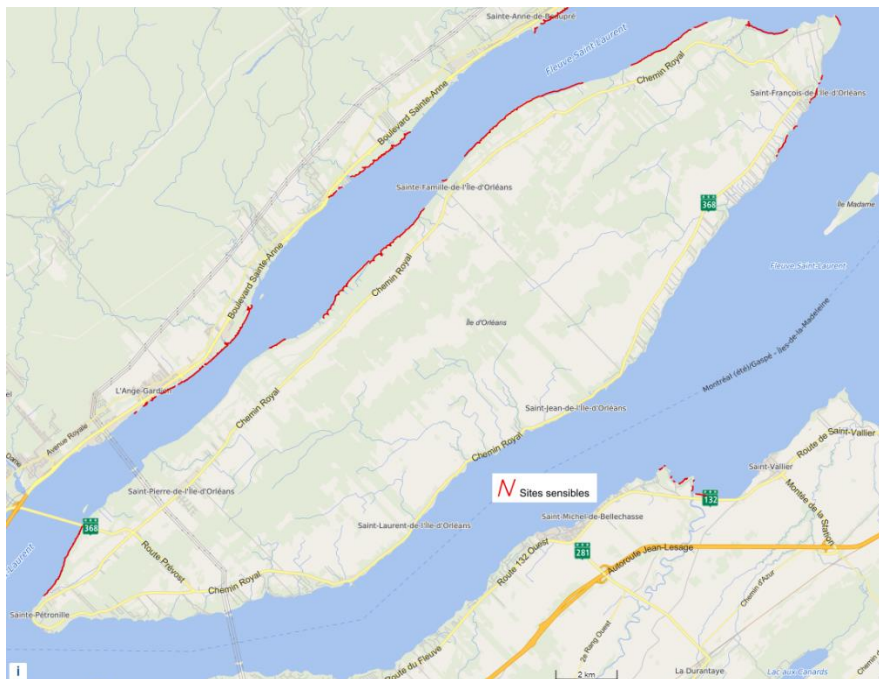 Sainte-Anne-de-Beaupré
Fleuve-Saint-Laurent
Chemin Royal
Saint-François-de-l'Île-d'Orléans
Boulevard Sainte-Anne
Sainte-Famille-de-l'Île-d'Orléans
368
Île Madame
Boulevard Sainte-Anne
Chemin Royal
Fleuve-Saint-Laurent
Île d'Orléans
Montréal (été)/Gaspé - Îles-de-la-Madeleine
L'Ange-Gardien
Chemin Royal
Saint-Jean-de-l'Île-d'Orléans
Avenue Royale
Chemin Royal
Route de Saint-Vallier
Saint-Vallier
Saint-Pierre-de-l'Île-d'Orléans
Sites sensibles
132
Montée de la Station
Saint-Laurent-de-l'Île-d'Orléans
Saint-Michel-de-Bellechasse
368
Route Prévost
281
Route 132 Ouest
Autoroute Jean-Lesage
Chemin Royal
Chemin d'Azur
Sainte-Pétronille
2e Rang Ouest
Route du Fleuve
i
2 km
La Durantaye
Lac-aux-Canards